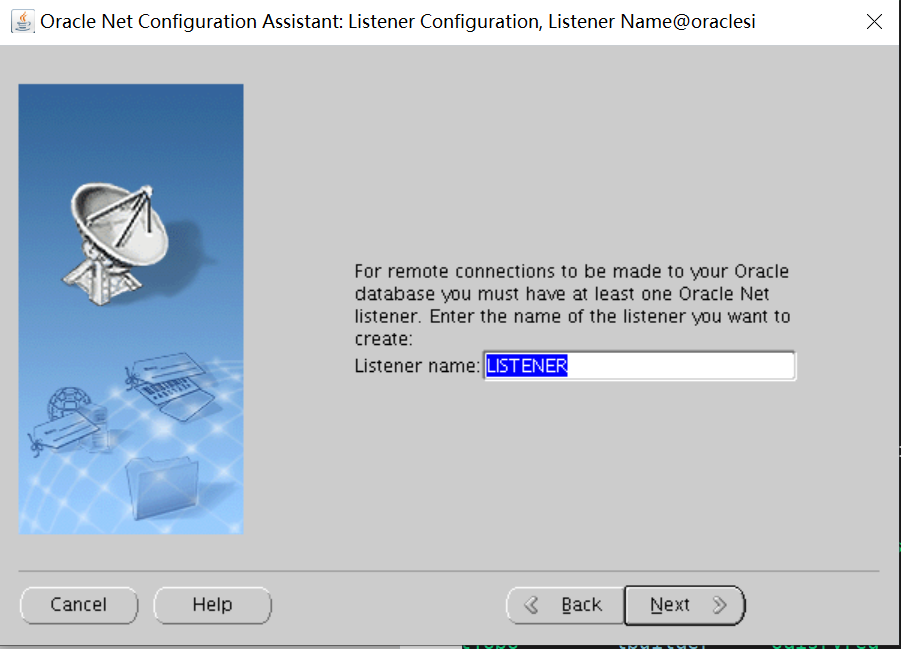 Oracle Net Configuration Assistant: Listener Configuration, Listener Name@oraclesi
For remote connections to be made to your Oracle
database you must have at least one Oracle Net
listener. Enter the name of the listener you want to
create:
Listener name: LISTENER
Cancel Help Back Next